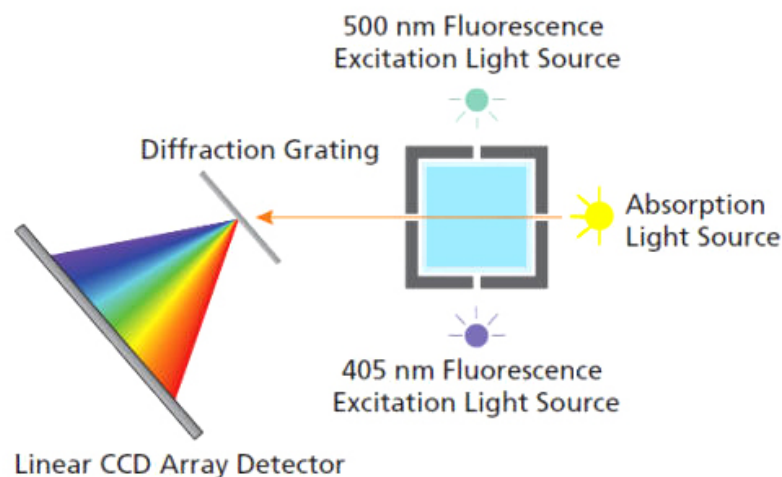 500 nm Fluorescence
Excitation Light Source
Diffraction Grating
Absorption
Light Source
405 nm Fluorescence
Excitation Light Source
Linear CCD Array Detector